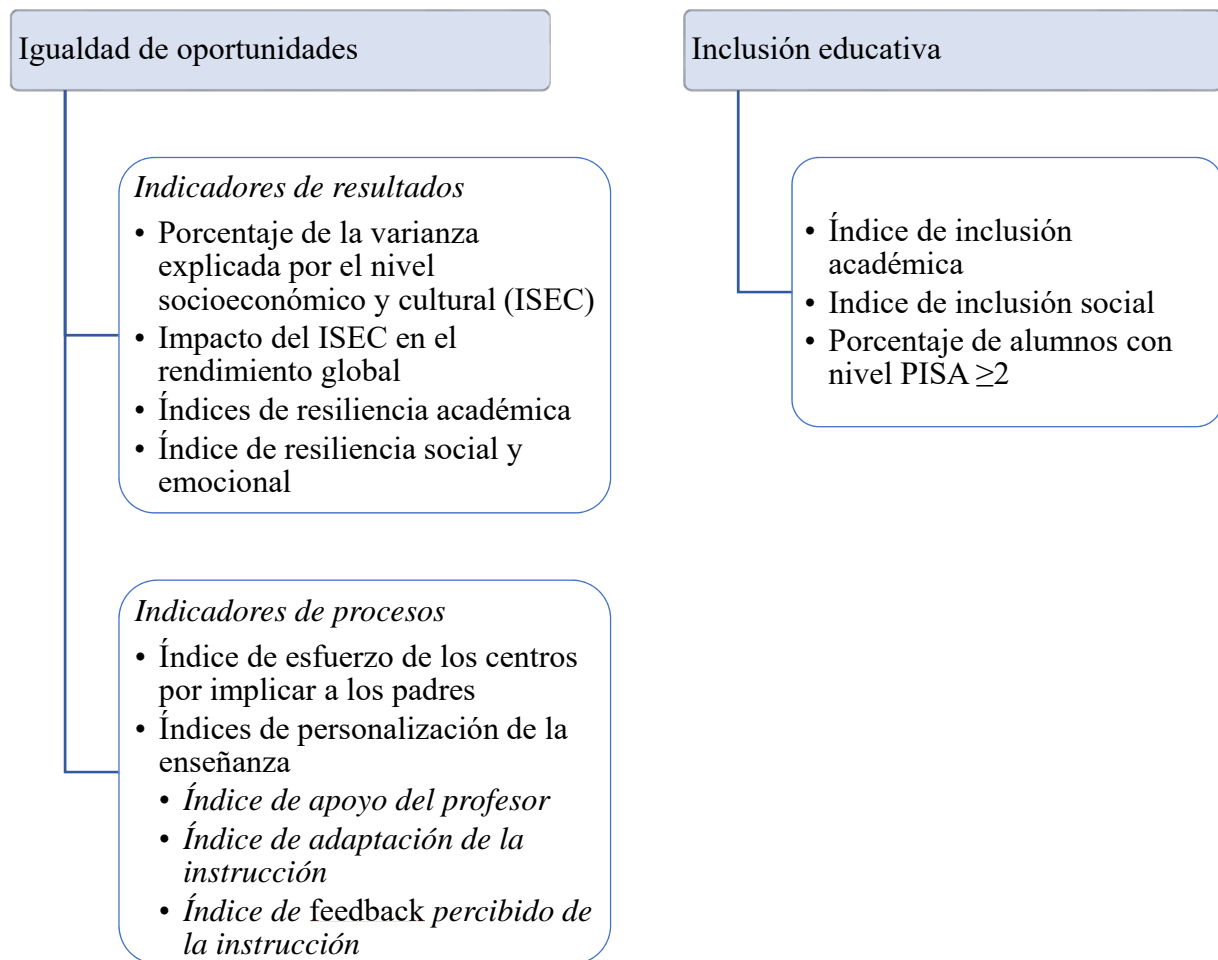 Igualdad de oportunidades
Indicadores de resultados
• Porcentaje de la varianza
explicada por el nivel
socioeconómico y cultural (ISEC)
• Impacto del ISEC en el
rendimiento global
• Índices de resiliencia académica
• Índice de resiliencia social y
emocional
Indicadores de procesos
• Índice de esfuerzo de los centros
por implicar a los padres
• Índices de personalización de la
enseñanza
• Índice de apoyo del profesor
• Índice de adaptación de la
instrucción
• Índice de feedback percibido de
la instrucción
Inclusión educativa
• Índice de inclusión
académica
• Indice de inclusión social
• Porcentaje de alumnos con
nivel PISA ≥2